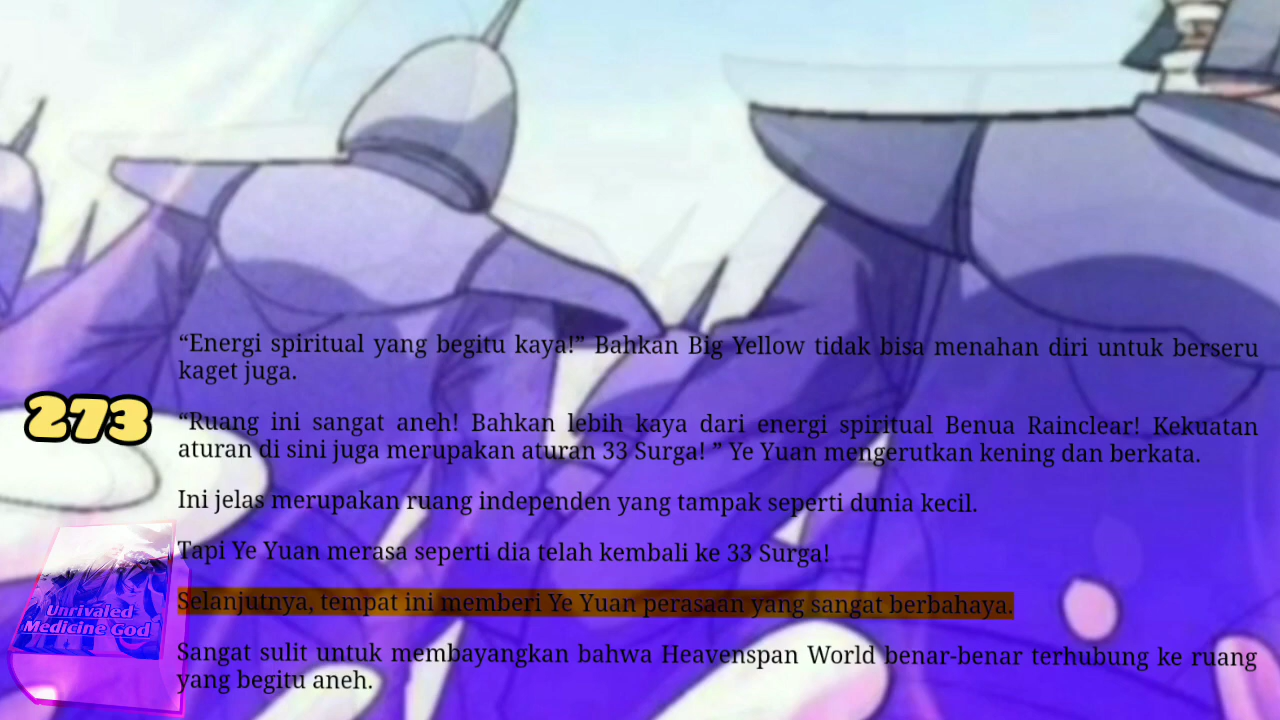 “Energi spiritual yang begitu kaya!” Bahkan Big Yellow tidak bisa menahan diri untuk berseru
kaget juga.
273
“Ruang ini sangat aneh! Bahkan lebih kaya dari energi spiritual Benua Rainclear! Kekuatan
aturan di sini juga merupakan aturan 33 Surga! ” Ye Yuan mengerutkan kening dan berkata.
Ini jelas merupakan ruang independen yang tampak seperti dunia kecil.
Tapi Ye Yuan merasa seperti dia telah kembali ke 33 Surga!
Selanjutnya, tempat ini memberi Ye Yuan perasaan yang sangat berbahaya.
Unrivaled
Medicine God
Sangat sulit untuk membayangkan bahwa Heavenspan World benar-benar terhubung ke ruang
yang begitu aneh.